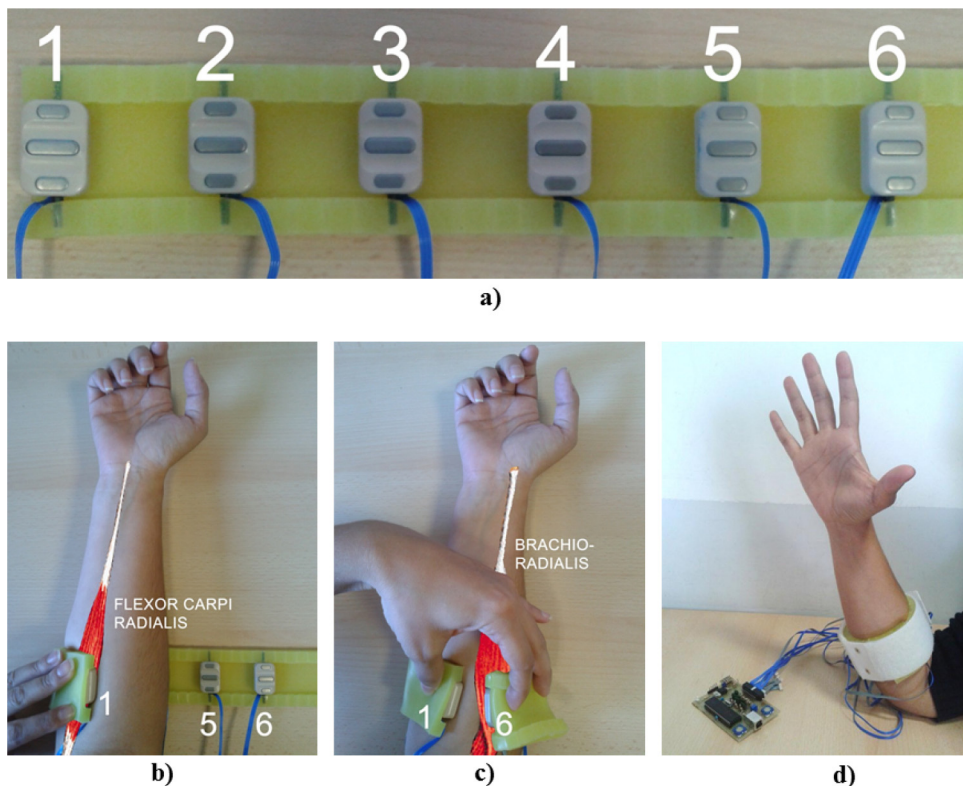 1 2 3 4 5 6
a)
FLEXOR CARPI
RADIALIS
1
5 6
BRACHIO-
RADIALIS
1 6
b) c) d)